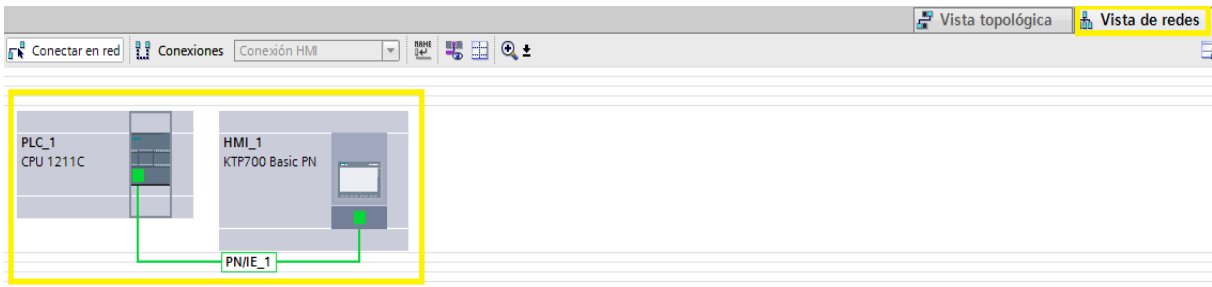 Vista topológica Vista de redes
Conectar en red Conexiones Conexión HMI
PLC_1
CPU 1211C
HMI_1
KTP700 Basic PN
PN/IE_1